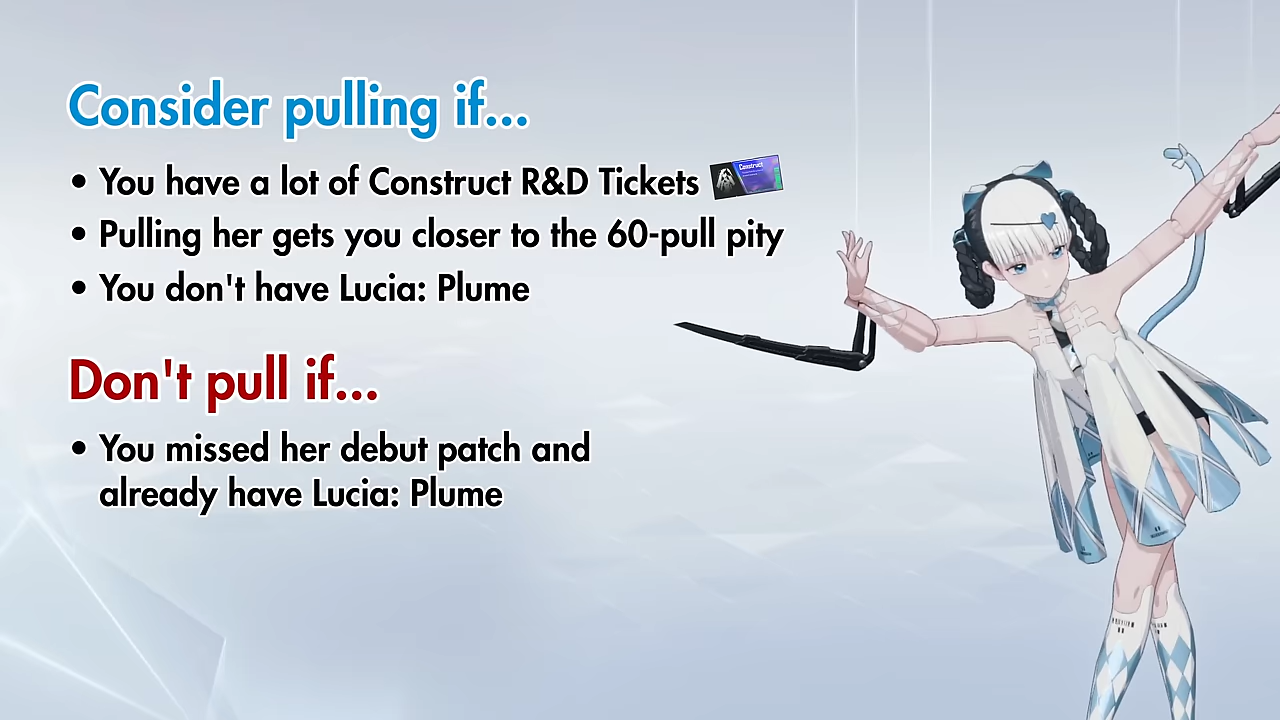 Consider pulling if...
• You have a lot of Construct R&D Tickets
Construct
• Pulling her gets you closer to the 60-pull pity
• You don't have Lucia: Plume
Don't pull if...
• You missed her debut patch and
already have Lucia: Plume